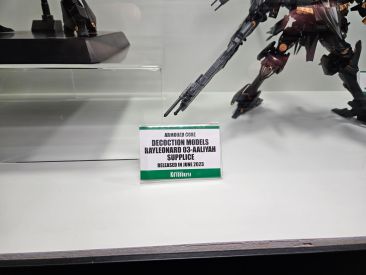 ARMORED CORE
DECOCTION MODELS
RAYLEONARD 03-AALIYAH
SUPPLICE
RELEASED IN JUNE 2023